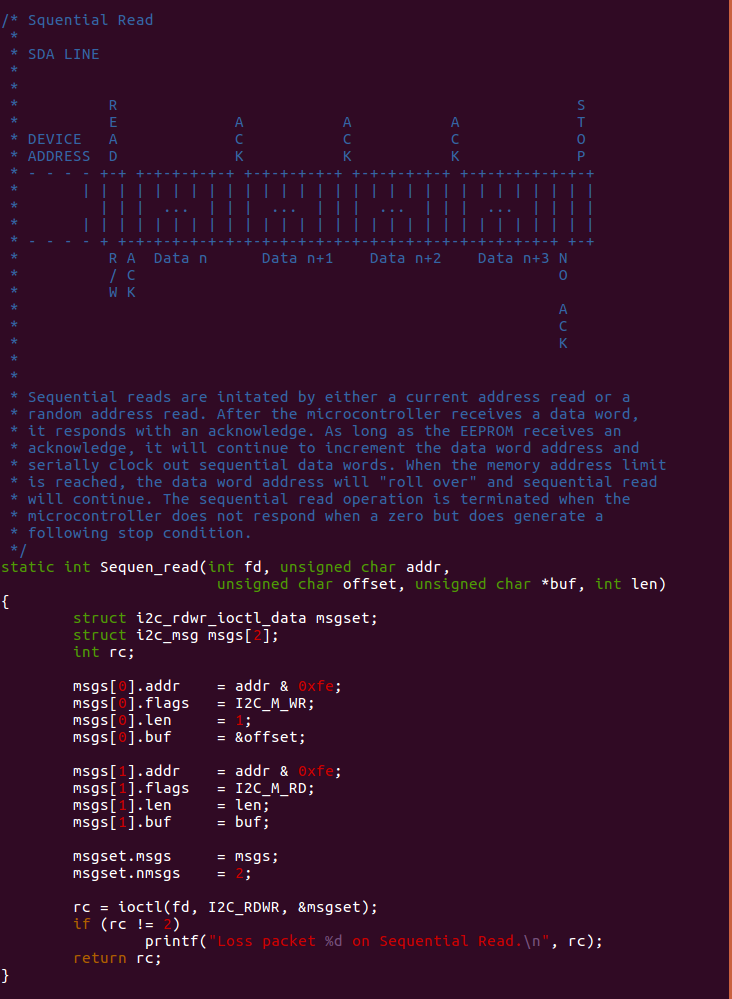 /* Squential Read
 *
 * SDA LINE
 *
 *
 *          R                                                   S
 *          E             A           A           A             T
 * DEVICE   A             C           C           C             O
 * ADDRESS  D             K           K           K             P
 * - - - - +-+ +-+-+-+-+-+ +-+-+-+-+-+ +-+-+-+-+-+ +-+-+-+-+-+-+-+
 *       | | | | | | | | | | | | | | | | | | | | | | | | | | | | |
 *         | | |  ...  | | |  ...  | | |  ...  | | |  ...  | | | |
 *       | | | | | | | | | | | | | | | | | | | | | | | | | | | | |
 * - - - - + +-+-+-+-+-+-+-+-+-+-+-+-+-+-+-+-+-+-+-+-+-+-+-+-+ +-+
 *          R A  Data n      Data n+1    Data n+2    Data n+3 N
 *          / C                                               O
 *          W K
 *                                                            A
 *                                                            C
 *                                                            K
 *
 *
 * Sequential reads are initated by either a current address read or a
 * random address read. After the microcontroller receives a data word,
 * it responds with an acknowledge. As long as the EEPROM receives an
 * acknowledge, it will continue to increment the data word address and
 * serially clock out sequential data words. When the memory address limit
 * is reached, the data word address will "roll over" and sequential read
 * will continue. The sequential read operation is terminated when the
 * microcontroller does not respond when a zero but does generate a
 * following stop condition.
 */
static int Sequen_read(int fd, unsigned char addr,
                        unsigned char offset, unsigned char *buf, int len)
{
        struct i2c_rdwr_ioctl_data msgset;
        struct i2c_msg msgs[2];
        int rc;

        msgs[0].addr    = addr & 0xfe;
        msgs[0].flags   = I2C_M_WR;
        msgs[0].len     = 1;
        msgs[0].buf     = &offset;

        msgs[1].addr    = addr & 0xfe;
        msgs[1].flags   = I2C_M_RD;
        msgs[1].len     = len;
        msgs[1].buf     = buf;

        msgset.msgs     = msgs;
        msgset.nmsgs    = 2;

        rc = ioctl(fd, I2C_RDWR, &msgset);
        if (rc != 2)
                printf("Loss packet %d on Sequential Read.\n", rc);
        return rc;
}